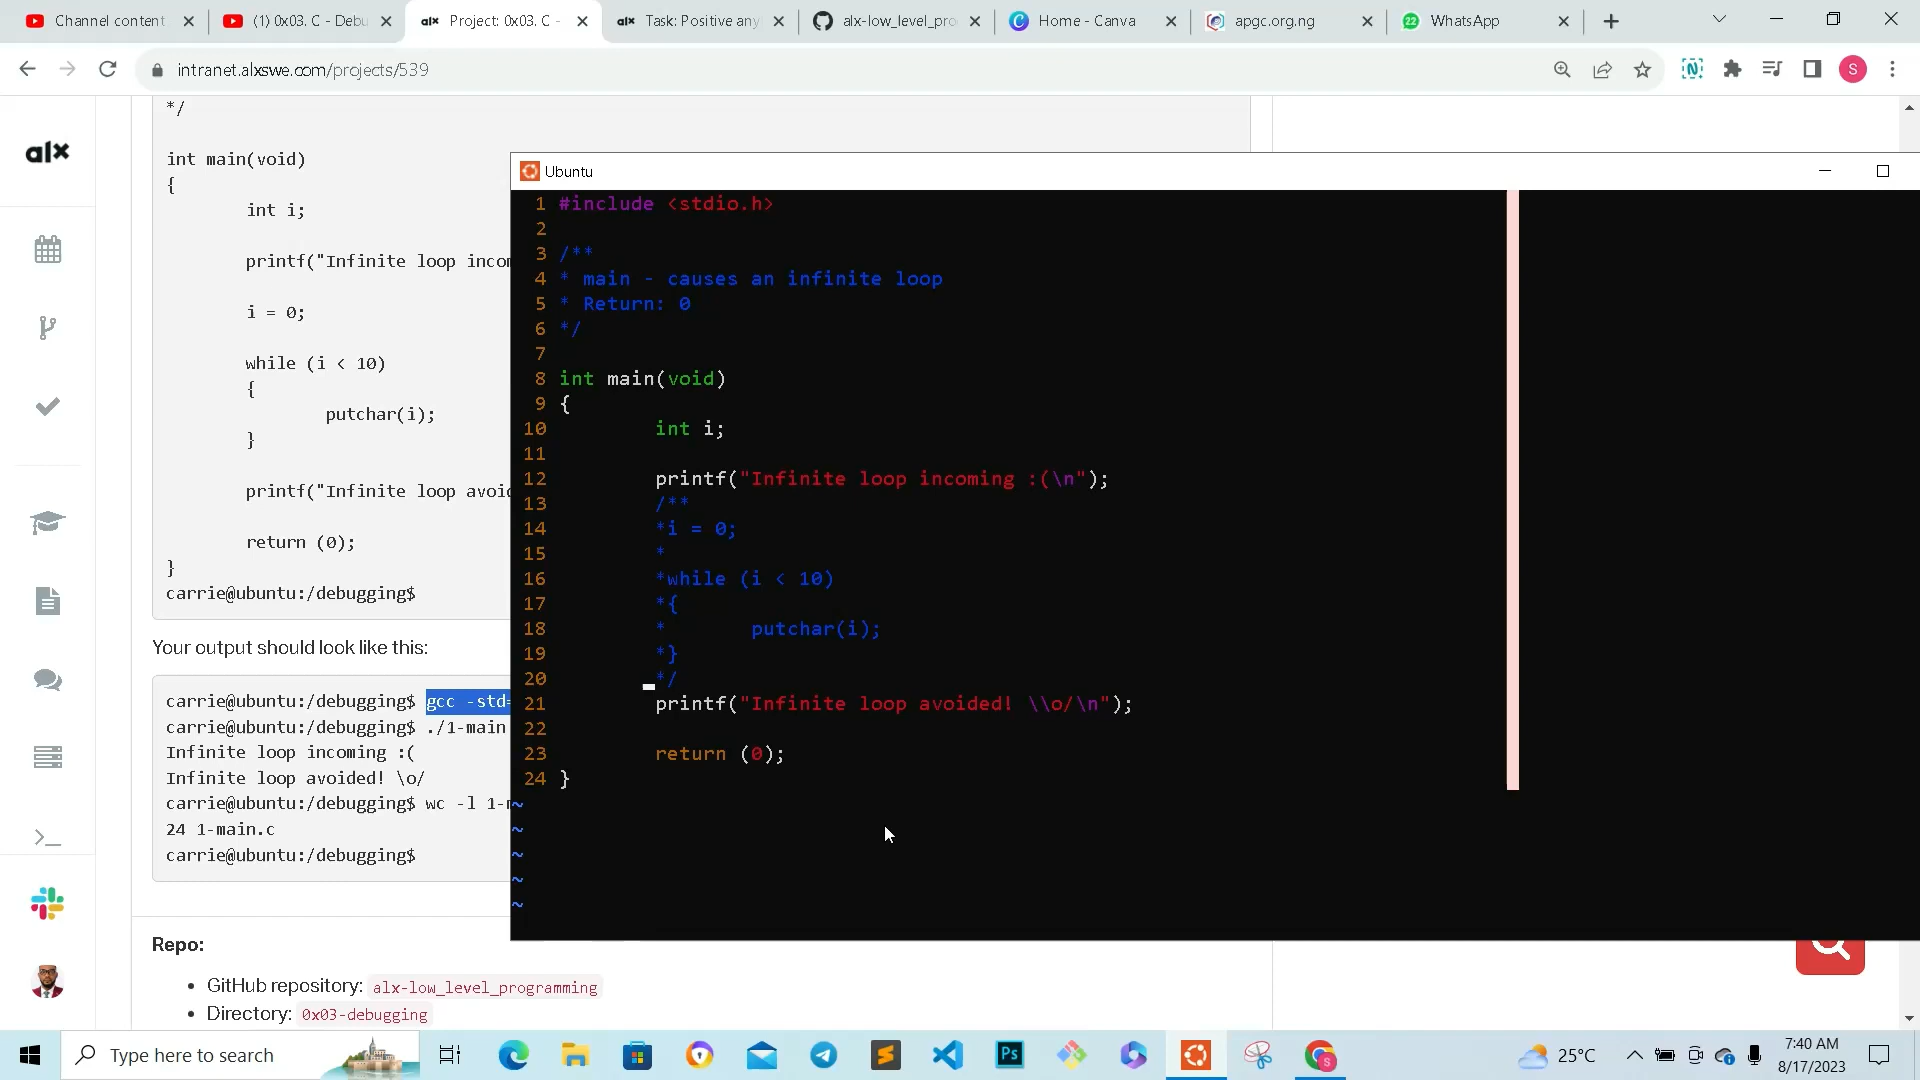 Channel content
(1) 0x03. C - Debu
alx Project: 0x03. C -
alx Task: Positive any
alx-low_level_pro
Home - Canva
apgc.org.ng
22 WhatsApp
intranet.alxswe.com/projects/539
S
alx
*/
int main(void)
{
int i;
printf("Infinite loop incom
i = 0;
while (i < 10)
{
putchar(i);
}
printf("Infinite loop avoid
return (0);
}
carrie@ubuntu:/debugging$
Your output should look like this:
carrie@ubuntu:/debugging$ gcc -std=
carrie@ubuntu:/debugging$ ./1-main
Infinite loop incoming :(
Infinite loop avoided! \o/
carrie@ubuntu:/debugging$ wc -l 1-m
24 1-main.c
carrie@ubuntu:/debugging$
Repo:
• GitHub repository: alx-low_level_programming
• Directory: 0x03-debugging
Ubuntu
1 #include <stdio.h>
2
3 /**
4 * main - causes an infinite loop
5 * Return: 0
6 */
7
8 int main(void)
9 {
10 int i;
11
12 printf("Infinite loop incoming :(\n");
13 /**
14 *i = 0;
15 *
16 *while (i < 10)
17 *{
18 * putchar(i);
19 *}
20 */
21 printf("Infinite loop avoided! \\o/\n");
22
23 return (0);
24 }
~
~
~
~
~
Type here to search
Ps
S
25°C
7:40 AM
8/17/2023